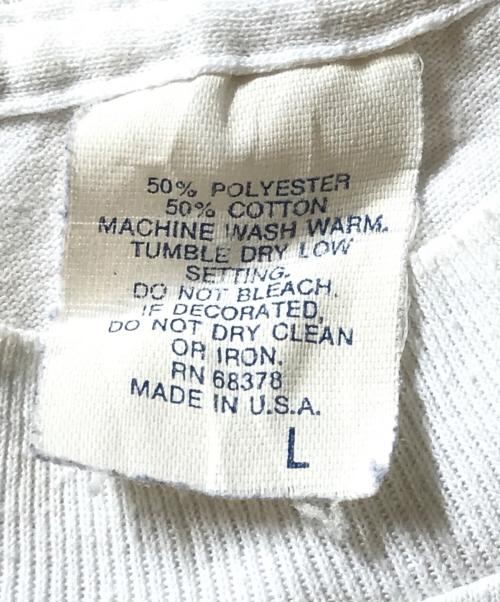 50% POLYESTER
50% COTTON
MACHINE WASH WARM.
TUMBLE DRY LOW
SETTING.
DO NOT BLEACH.
IF DECORATED,
DO NOT DRY CLEAN
OR IRON.
RN 68378
MADE IN U.S.A.
L